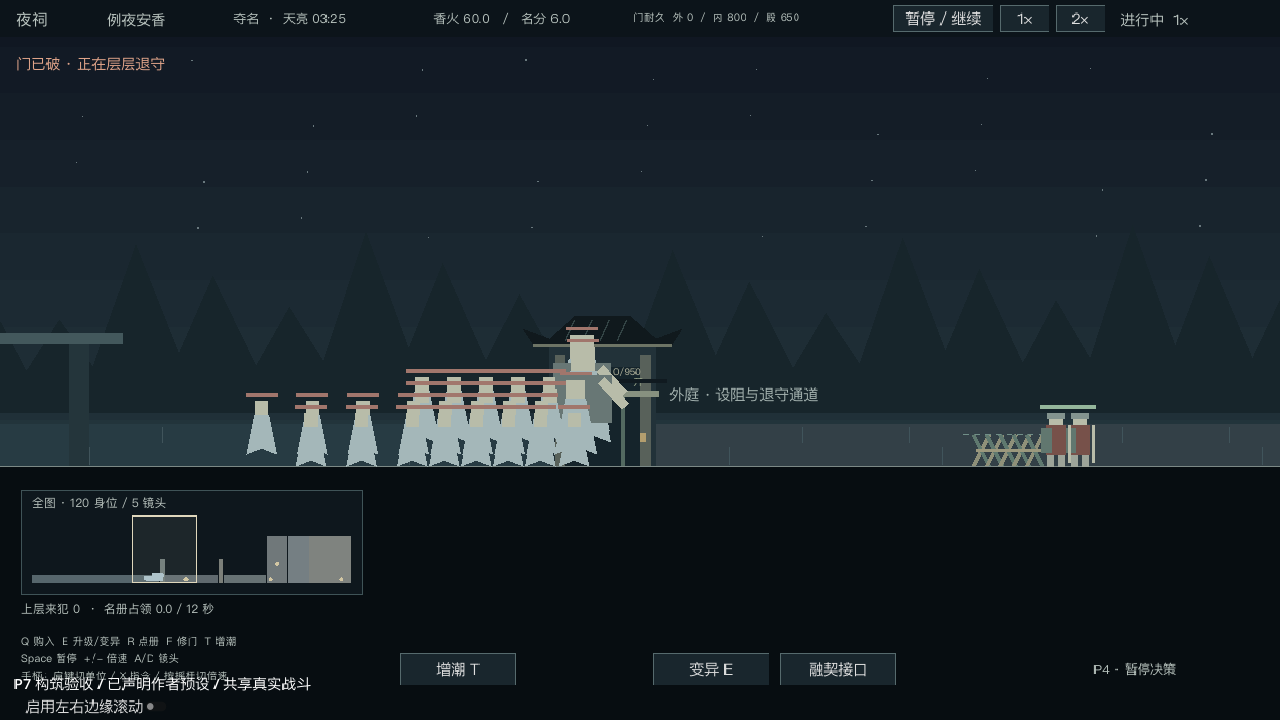 夜祠 例夜安香 夺名 · 天亮 03:25 香火 60.0 / 名分 6.0 门耐久 外 0 / 内 800 / 殿 650 暂停 / 继续 1× 2× 进行中 1×
门已破 · 正在层层退守
0/950
外庭 · 设阻与退守通道
全图 · 120 身位 / 5 镜头
上层来犯 0 · 名册占领 0.0 / 12 秒
Q 购入 E 升级/变异 R 点册 F 修门 T 增潮
Space 暂停 +/− 倍速 A/D 镜头
增潮 T 变异 E 融契接口 P4 - 暂停决策
P7 构筑验收 / 已声明作者预设 / 共享真实战斗
启用左右边缘滚动